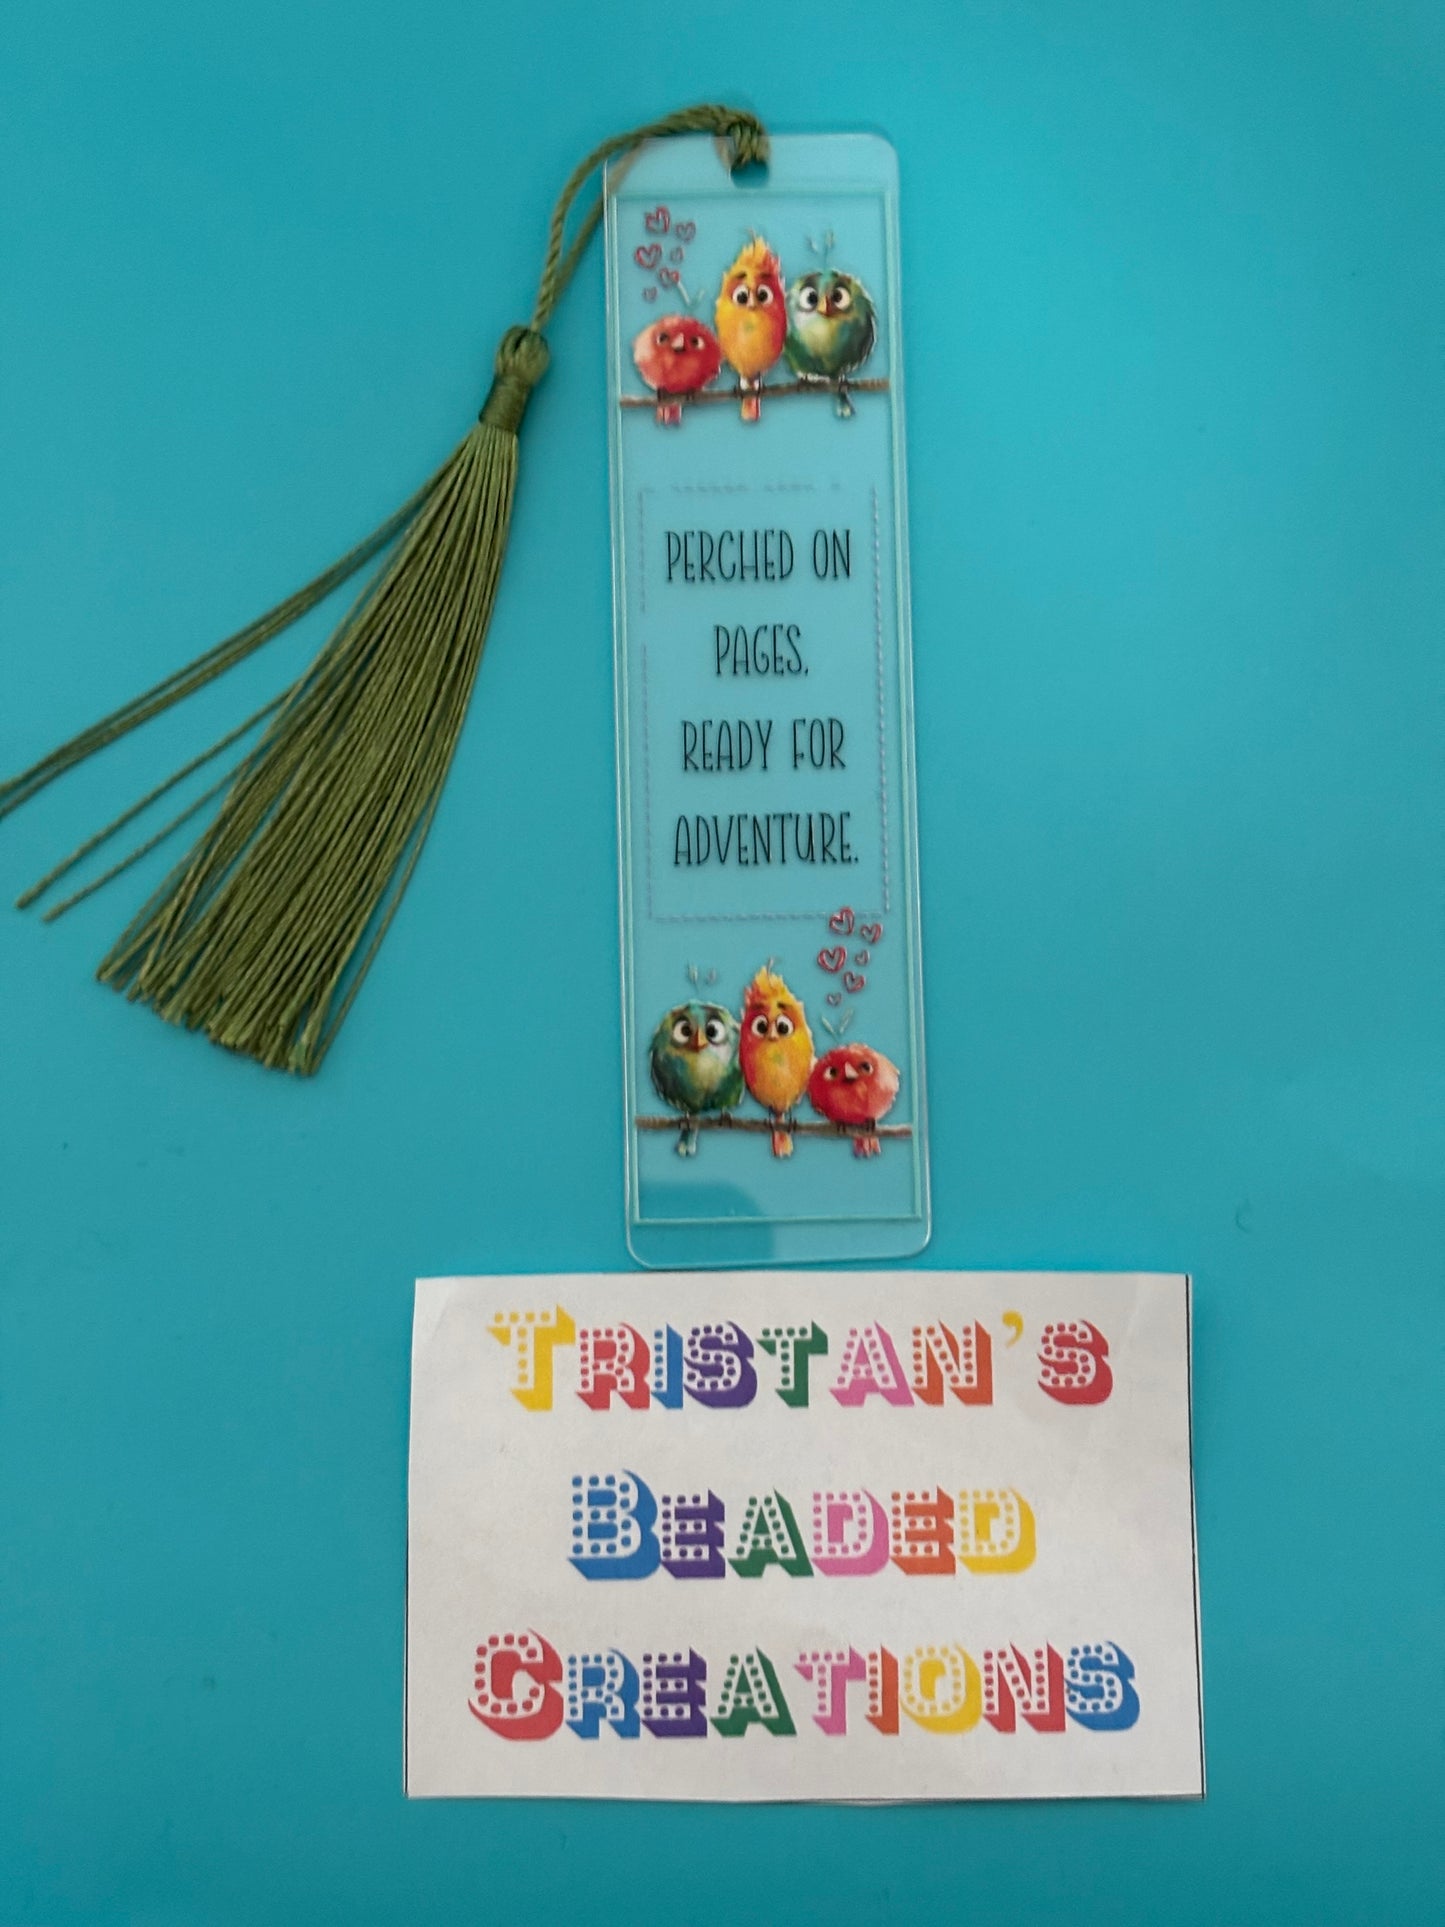 PERCHED ON
PAGES.
READY FOR
ADVENTURE.
TRISTAN'S
BEADED
CREATIONS